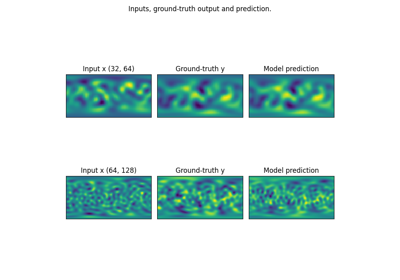 Inputs, ground-truth output and prediction.
Input x (32, 64) Ground-truth y Model prediction
Input x (64, 128) Ground-truth y Model prediction